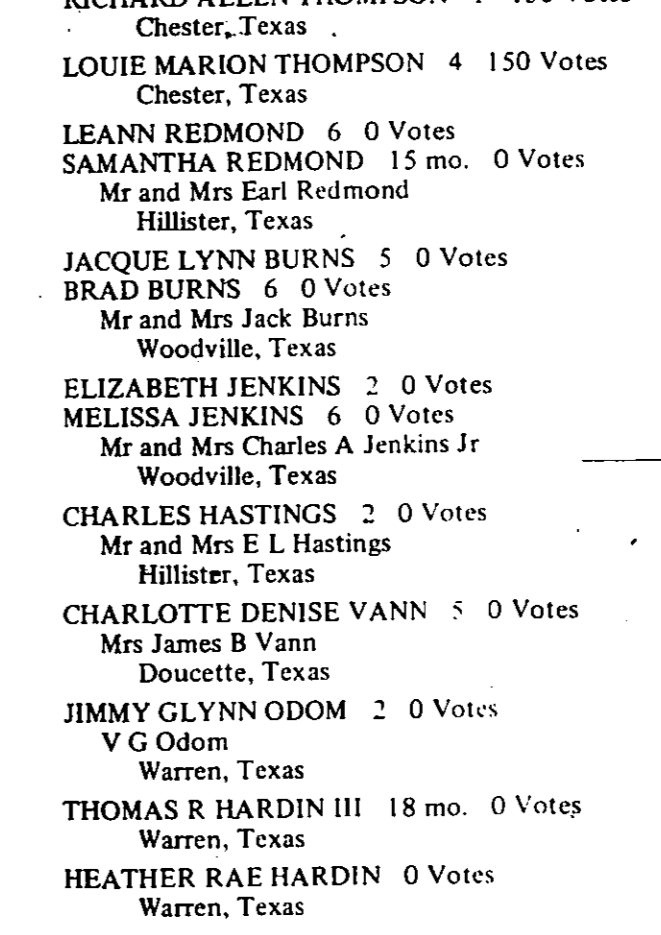 RICHARD ALLEN THOMPSON Votes
Chester, Texas
LOUIE MARION THOMPSON 4 150 Votes
Chester, Texas
LEANN REDMOND 6 0 Votes
SAMANTHA REDMOND 15 mo. 0 Votes
Mr and Mrs Earl Redmond
Hillister, Texas
JACQUE LYNN BURNS 5 0 Votes
BRAD BURNS 6 0 Votes
Mr and Mrs Jack Burns
Woodville, Texas
ELIZABETH JENKINS 2 0 Votes
MELISSA JENKINS 6 0 Votes
Mr and Mrs Charles A Jenkins Jr
Woodville, Texas
CHARLES HASTINGS 2 0 Votes
Mr and Mrs E L Hastings
Hillister, Texas
CHARLOTTE DENISE VANN 5 0 Votes
Mrs James B Vann
Doucette, Texas
JIMMY GLYNN ODOM 2 0 Votes
V G Odom
Warren, Texas
THOMAS R HARDIN III 18 mo. 0 Votes
Warren, Texas
HEATHER RAE HARDIN 0 Votes
Warren, Texas